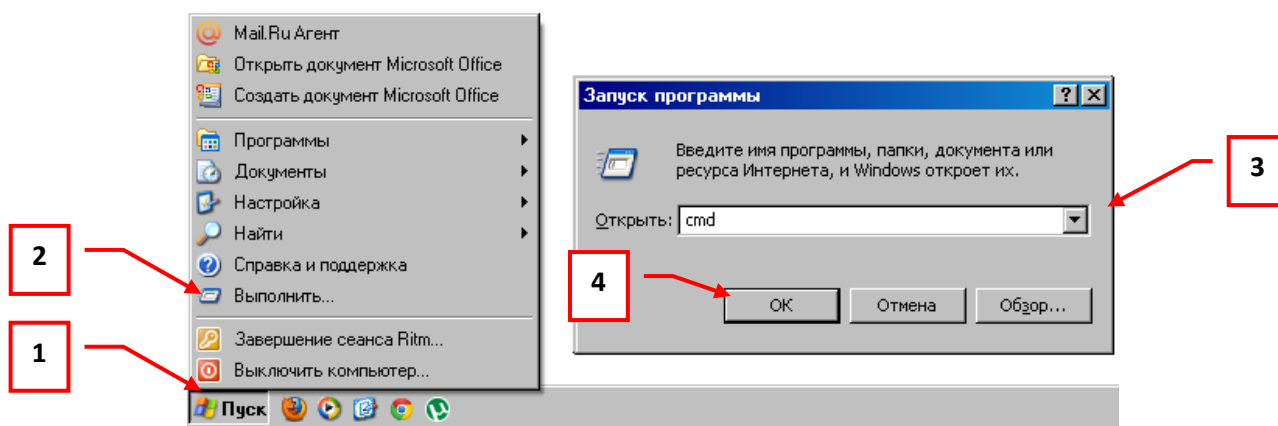 Mail.Ru Агент
Открыть документ Microsoft Office
Создать документ Microsoft Office
Программы
Документы
Настройка
Найти
Справка и поддержка
Выполнить...
Завершение сеанса Ritm...
Выключить компьютер...
Пуск
2
1
Запуск программы
Введите имя программы, папки, документа или
ресурса Интернета, и Windows откроет их.
Открыть: cmd
ОК
Отмена
Обзор...
3
4